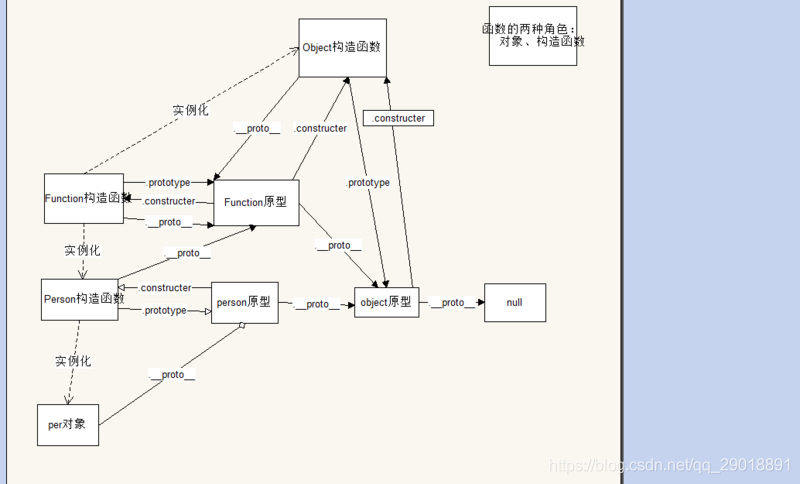 函数的两种角色：
对象、构造函数
Object构造函数
实例化
.__proto__
.constructer
.constructer
.prototype
Function构造函数
.prototype
.constructer
.__proto__
Function原型
实例化
.__proto__
.__proto__
Person构造函数
.constructer
.prototype
person原型
.__proto__
object原型
.__proto__
null
实例化
.__proto__
per对象
https://blog.csdn.net/qq_29018891